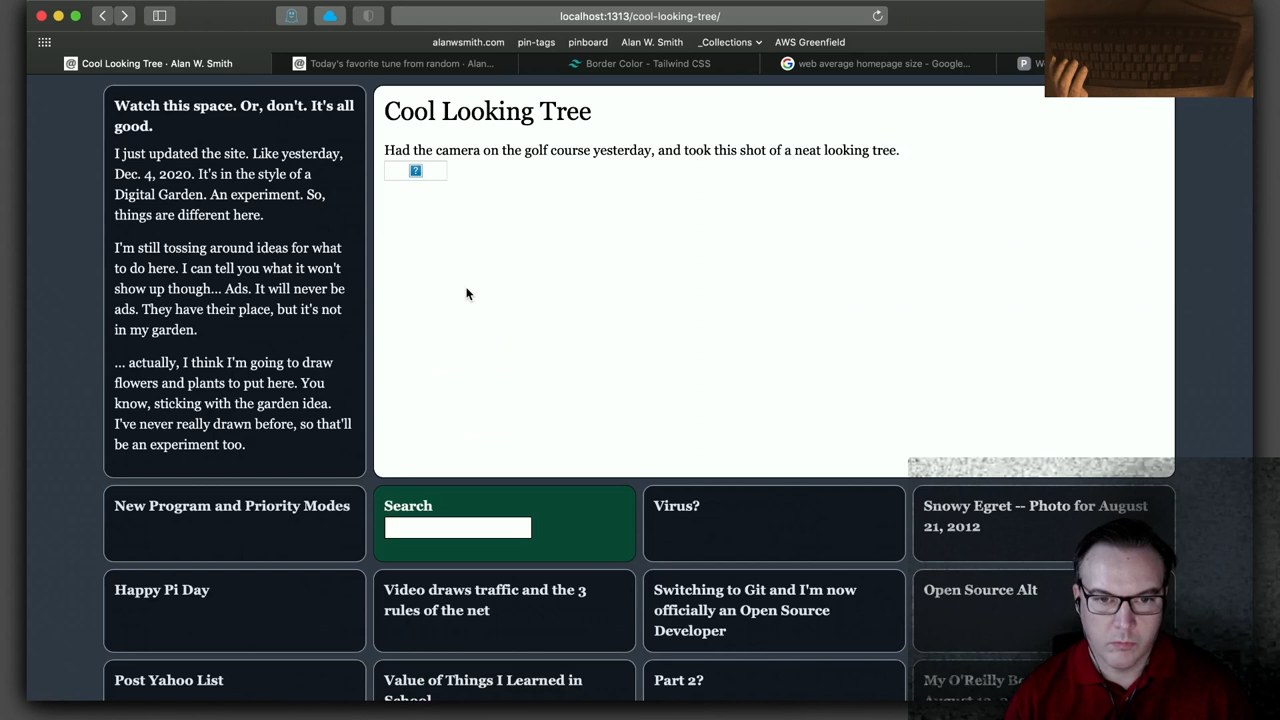 localhost:1313/cool-looking-tree/
alanwsmith.com pin-tags pinboard Alan W. Smith _Collections AWS Greenfield
@ Cool Looking Tree · Alan W. Smith
@ Today's favorite tune from random · Alan...
Border Color - Tailwind CSS
G web average homepage size - Google...
P
Watch this space. Or, don't. It's all
good.
I just updated the site. Like yesterday,
Dec. 4, 2020. It's in the style of a
Digital Garden. An experiment. So,
things are different here.
I'm still tossing around ideas for what
to do here. I can tell you what it won't
show up though... Ads. It will never be
ads. They have their place, but it's not
in my garden.
... actually, I think I'm going to draw
flowers and plants to put here. You
know, sticking with the garden idea.
I've never really drawn before, so that'll
be an experiment too.
Cool Looking Tree
Had the camera on the golf course yesterday, and took this shot of a neat looking tree.
?
New Program and Priority Modes
Search
Virus?
Snowy Egret -- Photo for August
21, 2012
Happy Pi Day
Video draws traffic and the 3
rules of the net
Switching to Git and I'm now
officially an Open Source
Developer
Open Source Alt
Post Yahoo List
Value of Things I Learned in
School
Part 2?
My O'Reilly